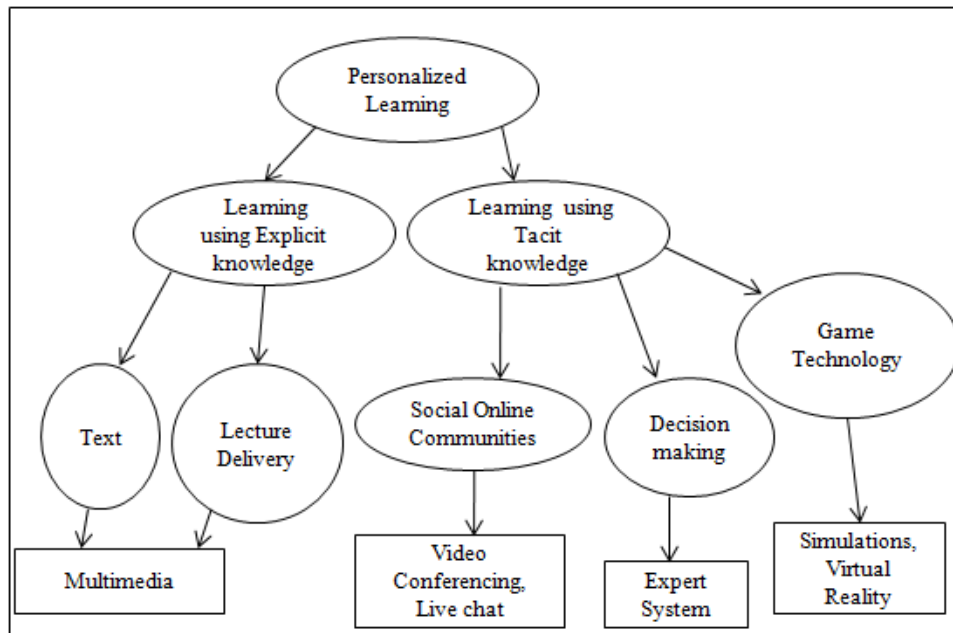 Personalized
Learning
Learning
using Explicit
knowledge
Learning using
Tacit
knowledge
Game
Technology
Text
Lecture
Delivery
Social Online
Communities
Decision
making
Multimedia
Video
Conferencing,
Live chat
Expert
System
Simulations,
Virtual
Reality